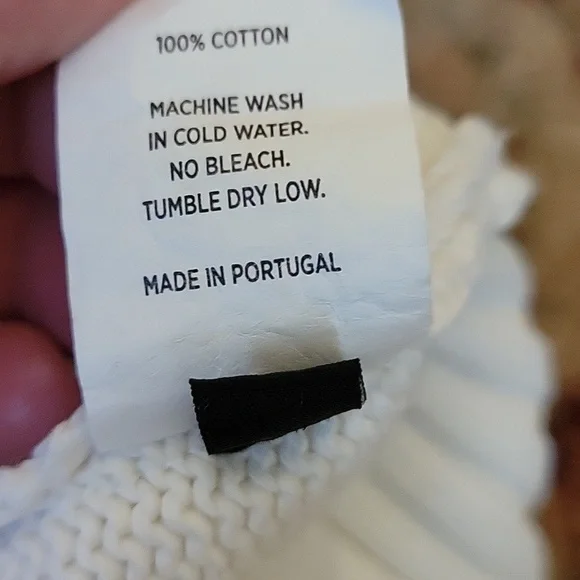 100% COTTON
MACHINE WASH
IN COLD WATER.
NO BLEACH.
TUMBLE DRY LOW.
MADE IN PORTUGAL